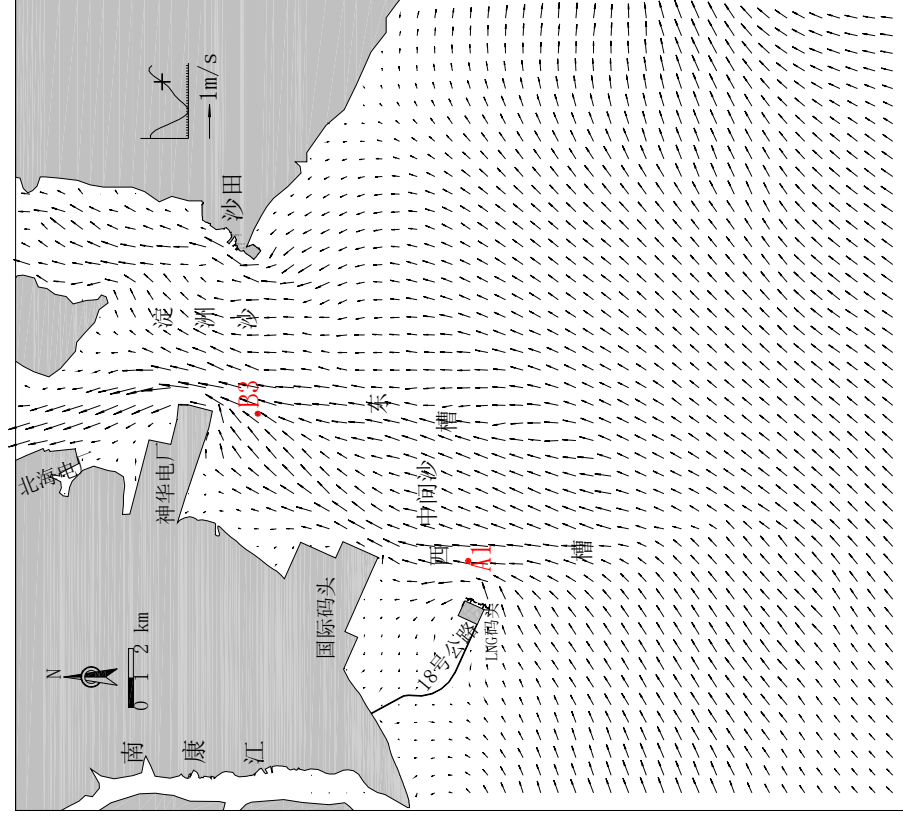 1m/s
沙田
淀洲沙
B3
东槽
北海电
神华电厂
中间沙
西槽
A1
国际码头
LNG码头
18号公路
N
0 1 2 km
南康江